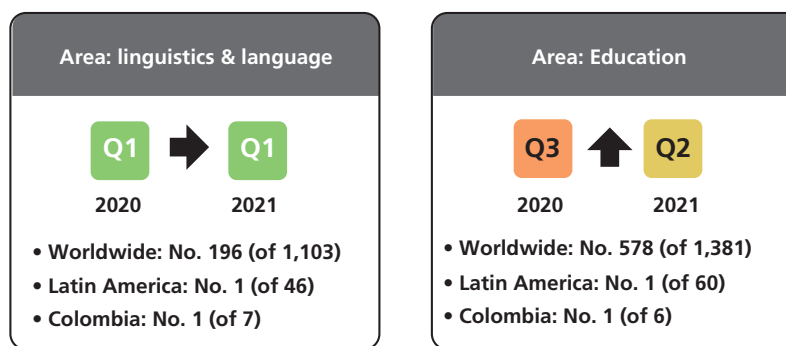 Area: linguistics & language
Q1 Q1
2020 2021
• Worldwide: No. 196 (of 1,103)
• Latin America: No. 1 (of 46)
• Colombia: No. 1 (of 7)
Area: Education
Q3 Q2
2020 2021
• Worldwide: No. 578 (of 1,381)
• Latin America: No. 1 (of 60)
• Colombia: No. 1 (of 6)